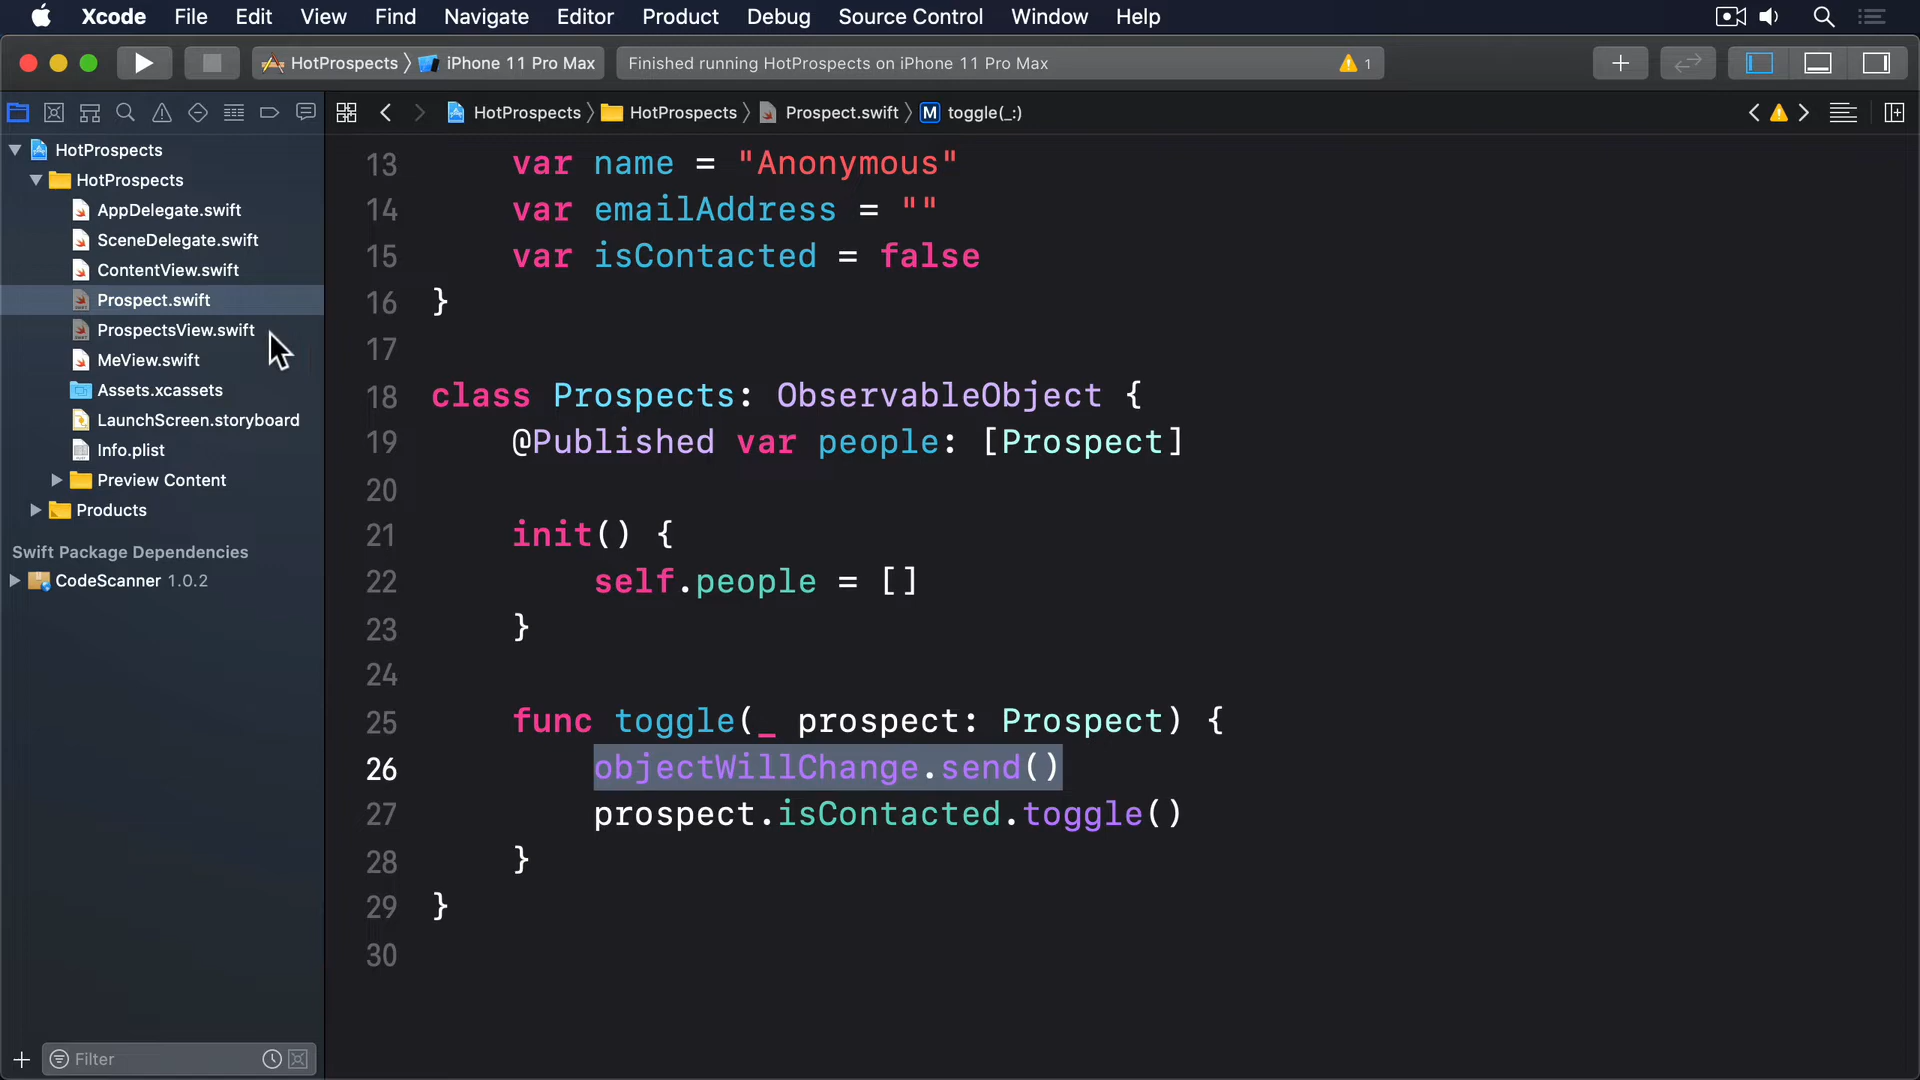 Xcode File Edit View Find Navigate Editor Product Debug Source Control Window Help
HotProspects iPhone 11 Pro Max Finished running HotProspects on iPhone 11 Pro Max 1
HotProspects HotProspects Prospect.swift M toggle(_:)
HotProspects
HotProspects
AppDelegate.swift
SceneDelegate.swift
ContentView.swift
Prospect.swift
ProspectsView.swift
MeView.swift
Assets.xcassets
LaunchScreen.storyboard
Info.plist
Preview Content
Products
Swift Package Dependencies
CodeScanner 1.0.2
Filter
13 var name = "Anonymous"
14 var emailAddress = ""
15 var isContacted = false
16 }
17
18 class Prospects: ObservableObject {
19 @Published var people: [Prospect]
20
21 init() {
22 self.people = []
23 }
24
25 func toggle(_ prospect: Prospect) {
26 objectWillChange.send()
27 prospect.isContacted.toggle()
28 }
29 }
30